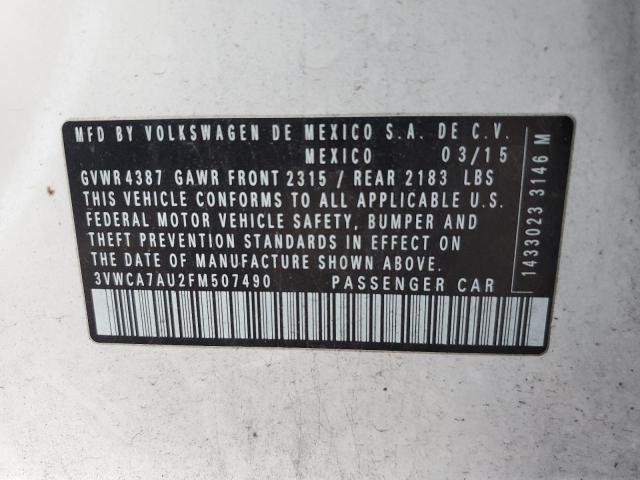 MFD BY VOLKSWAGEN DE MEXICO S.A. DE C.V.
MEXICO 03/15
GVWR 4387 GAWR FRONT 2315 / REAR 2183 LBS
THIS VEHICLE CONFORMS TO ALL APPLICABLE U.S.
FEDERAL MOTOR VEHICLE SAFETY, BUMPER AND
THEFT PREVENTION STANDARDS IN EFFECT ON
THE DATE OF MANUFACTURE SHOWN ABOVE.
3VWCA7AU2FM507490 PASSENGER CAR
1433023 3146 M